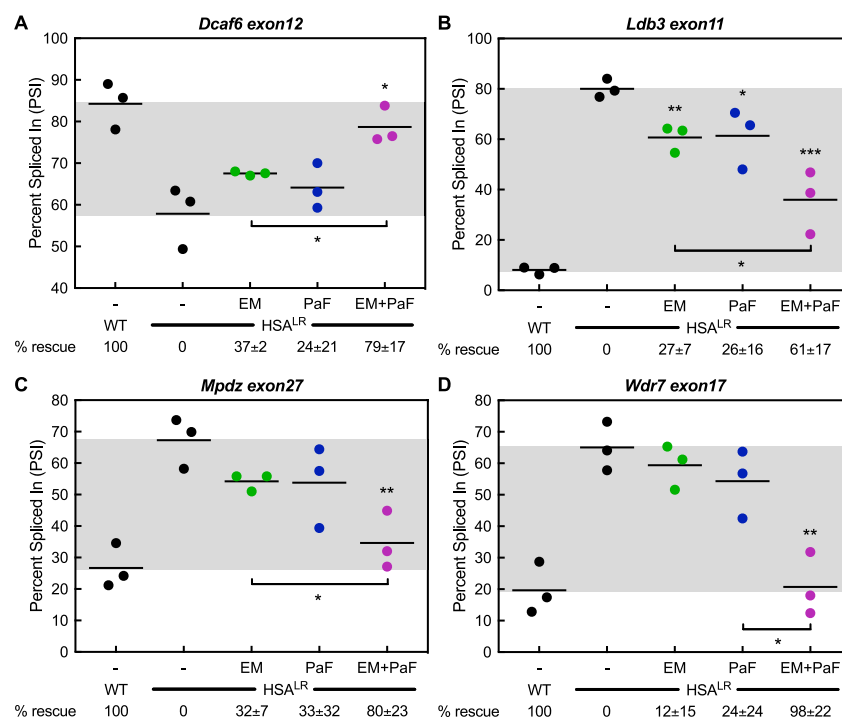 A
Dcaf6 exon12
Percent Spliced In (PSI)
100
90
80
70
60
50
40
*
*
- - EM PaF EM+PaF
WT HSALR
% rescue 100 0 37±2 24±21 79±17
B
Ldb3 exon11
Percent Spliced In (PSI)
100
80
60
40
20
0
**
*
***
*
- - EM PaF EM+PaF
WT HSALR
% rescue 100 0 27±7 26±16 61±17
C
Mpdz exon27
Percent Spliced In (PSI)
80
70
60
50
40
30
20
10
0
**
*
- - EM PaF EM+PaF
WT HSALR
% rescue 100 0 32±7 33±32 80±23
D
Wdr7 exon17
Percent Spliced In (PSI)
80
70
60
50
40
30
20
10
0
**
*
- - EM PaF EM+PaF
WT HSALR
% rescue 100 0 12±15 24±24 98±22